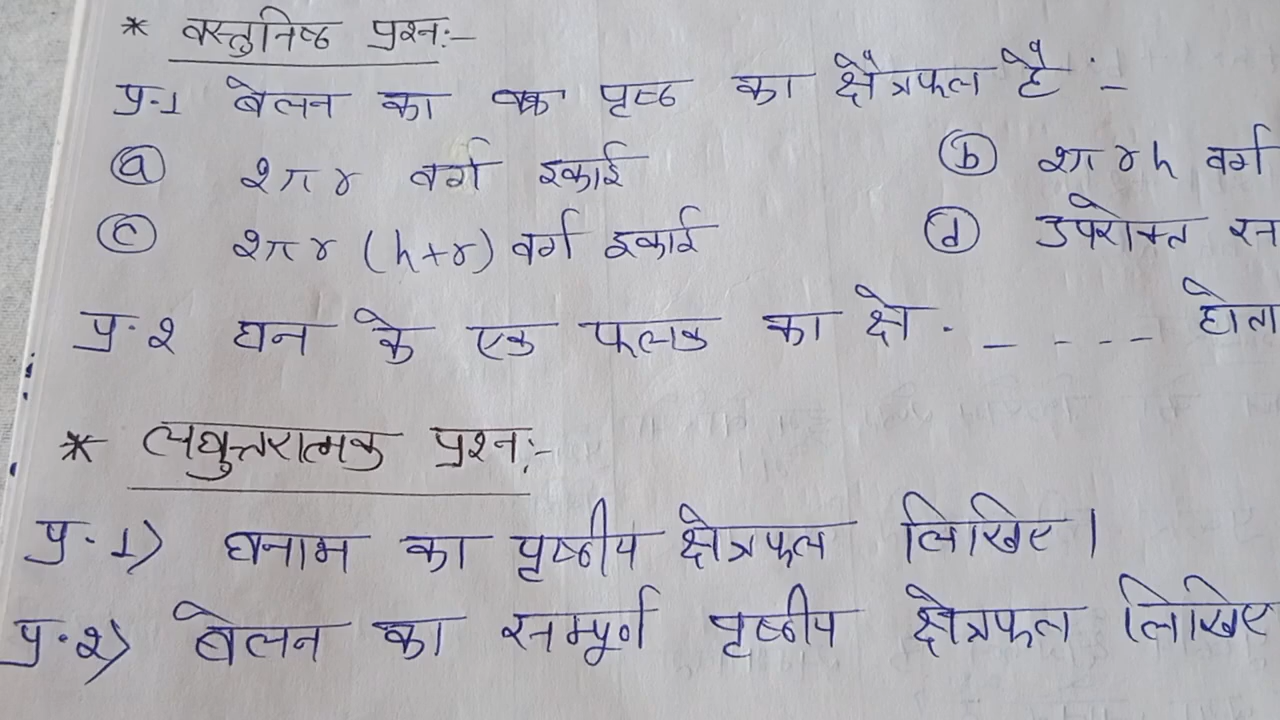 * वस्तुनिष्ठ प्रश्नः-
प्र.1 बेलन का वक्र पृष्ठ का क्षेत्रफल है :-
(a) 2πr वर्ग इकाई (b) 2πrh वर्ग
(c) 2πr (h+r) वर्ग इकाई (d) उपरोक्त
प्र.2 घन के एक फलक का क्षे. _ _ _ _ होता
* लघुत्तरात्मक प्रश्नः-
प्र.1) घनाभ का पृष्ठीय क्षेत्रफल लिखिए।
प्र.2) बेलन का सम्पूर्ण पृष्ठीय क्षेत्रफल लिखिए